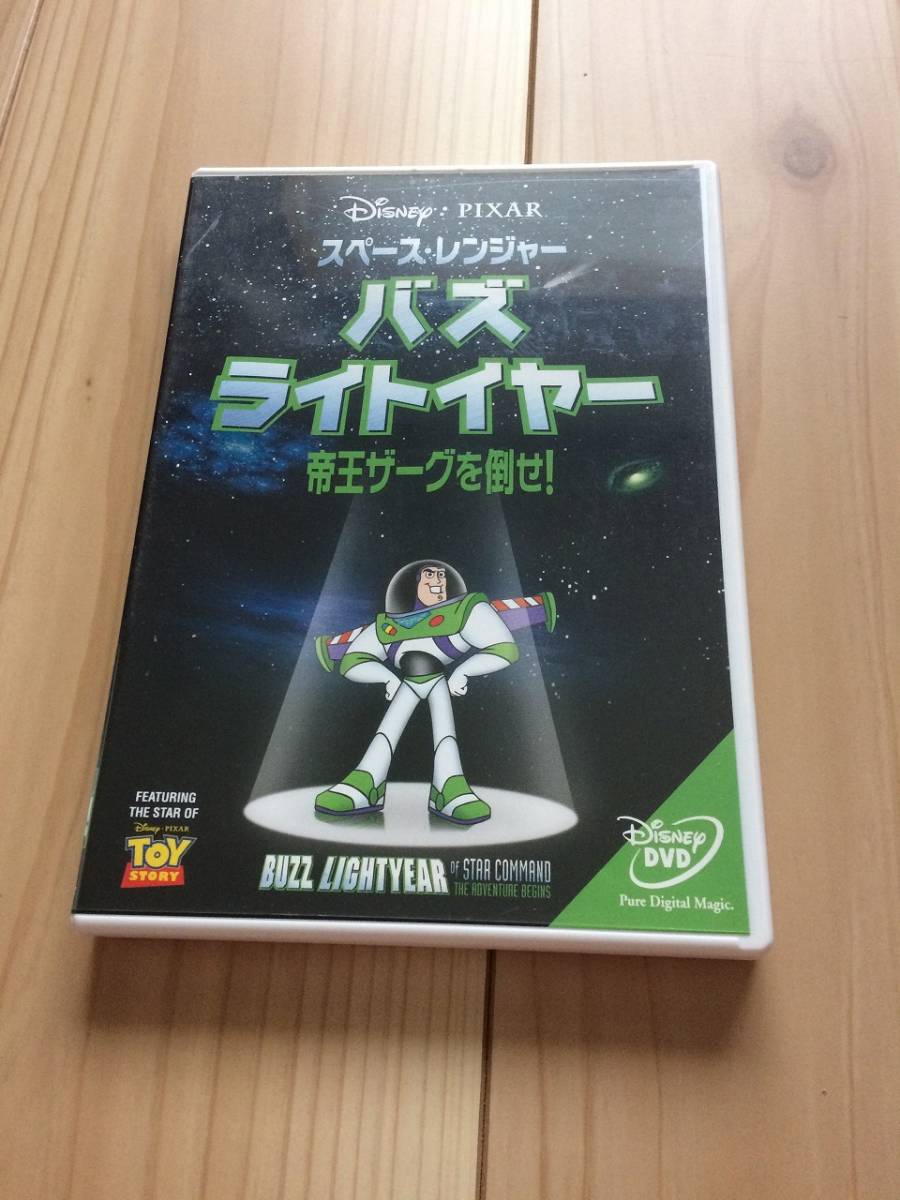 Disney · PIXAR
スペース・レンジャー
バズ
ライトイヤー
帝王ザーグを倒せ!
FEATURING
THE STAR OF
Disney · PIXAR
TOY
STORY
BUZZ LIGHTYEAR OF STAR COMMAND
THE ADVENTURE BEGINS
Disney
DVD
Pure Digital Magic.